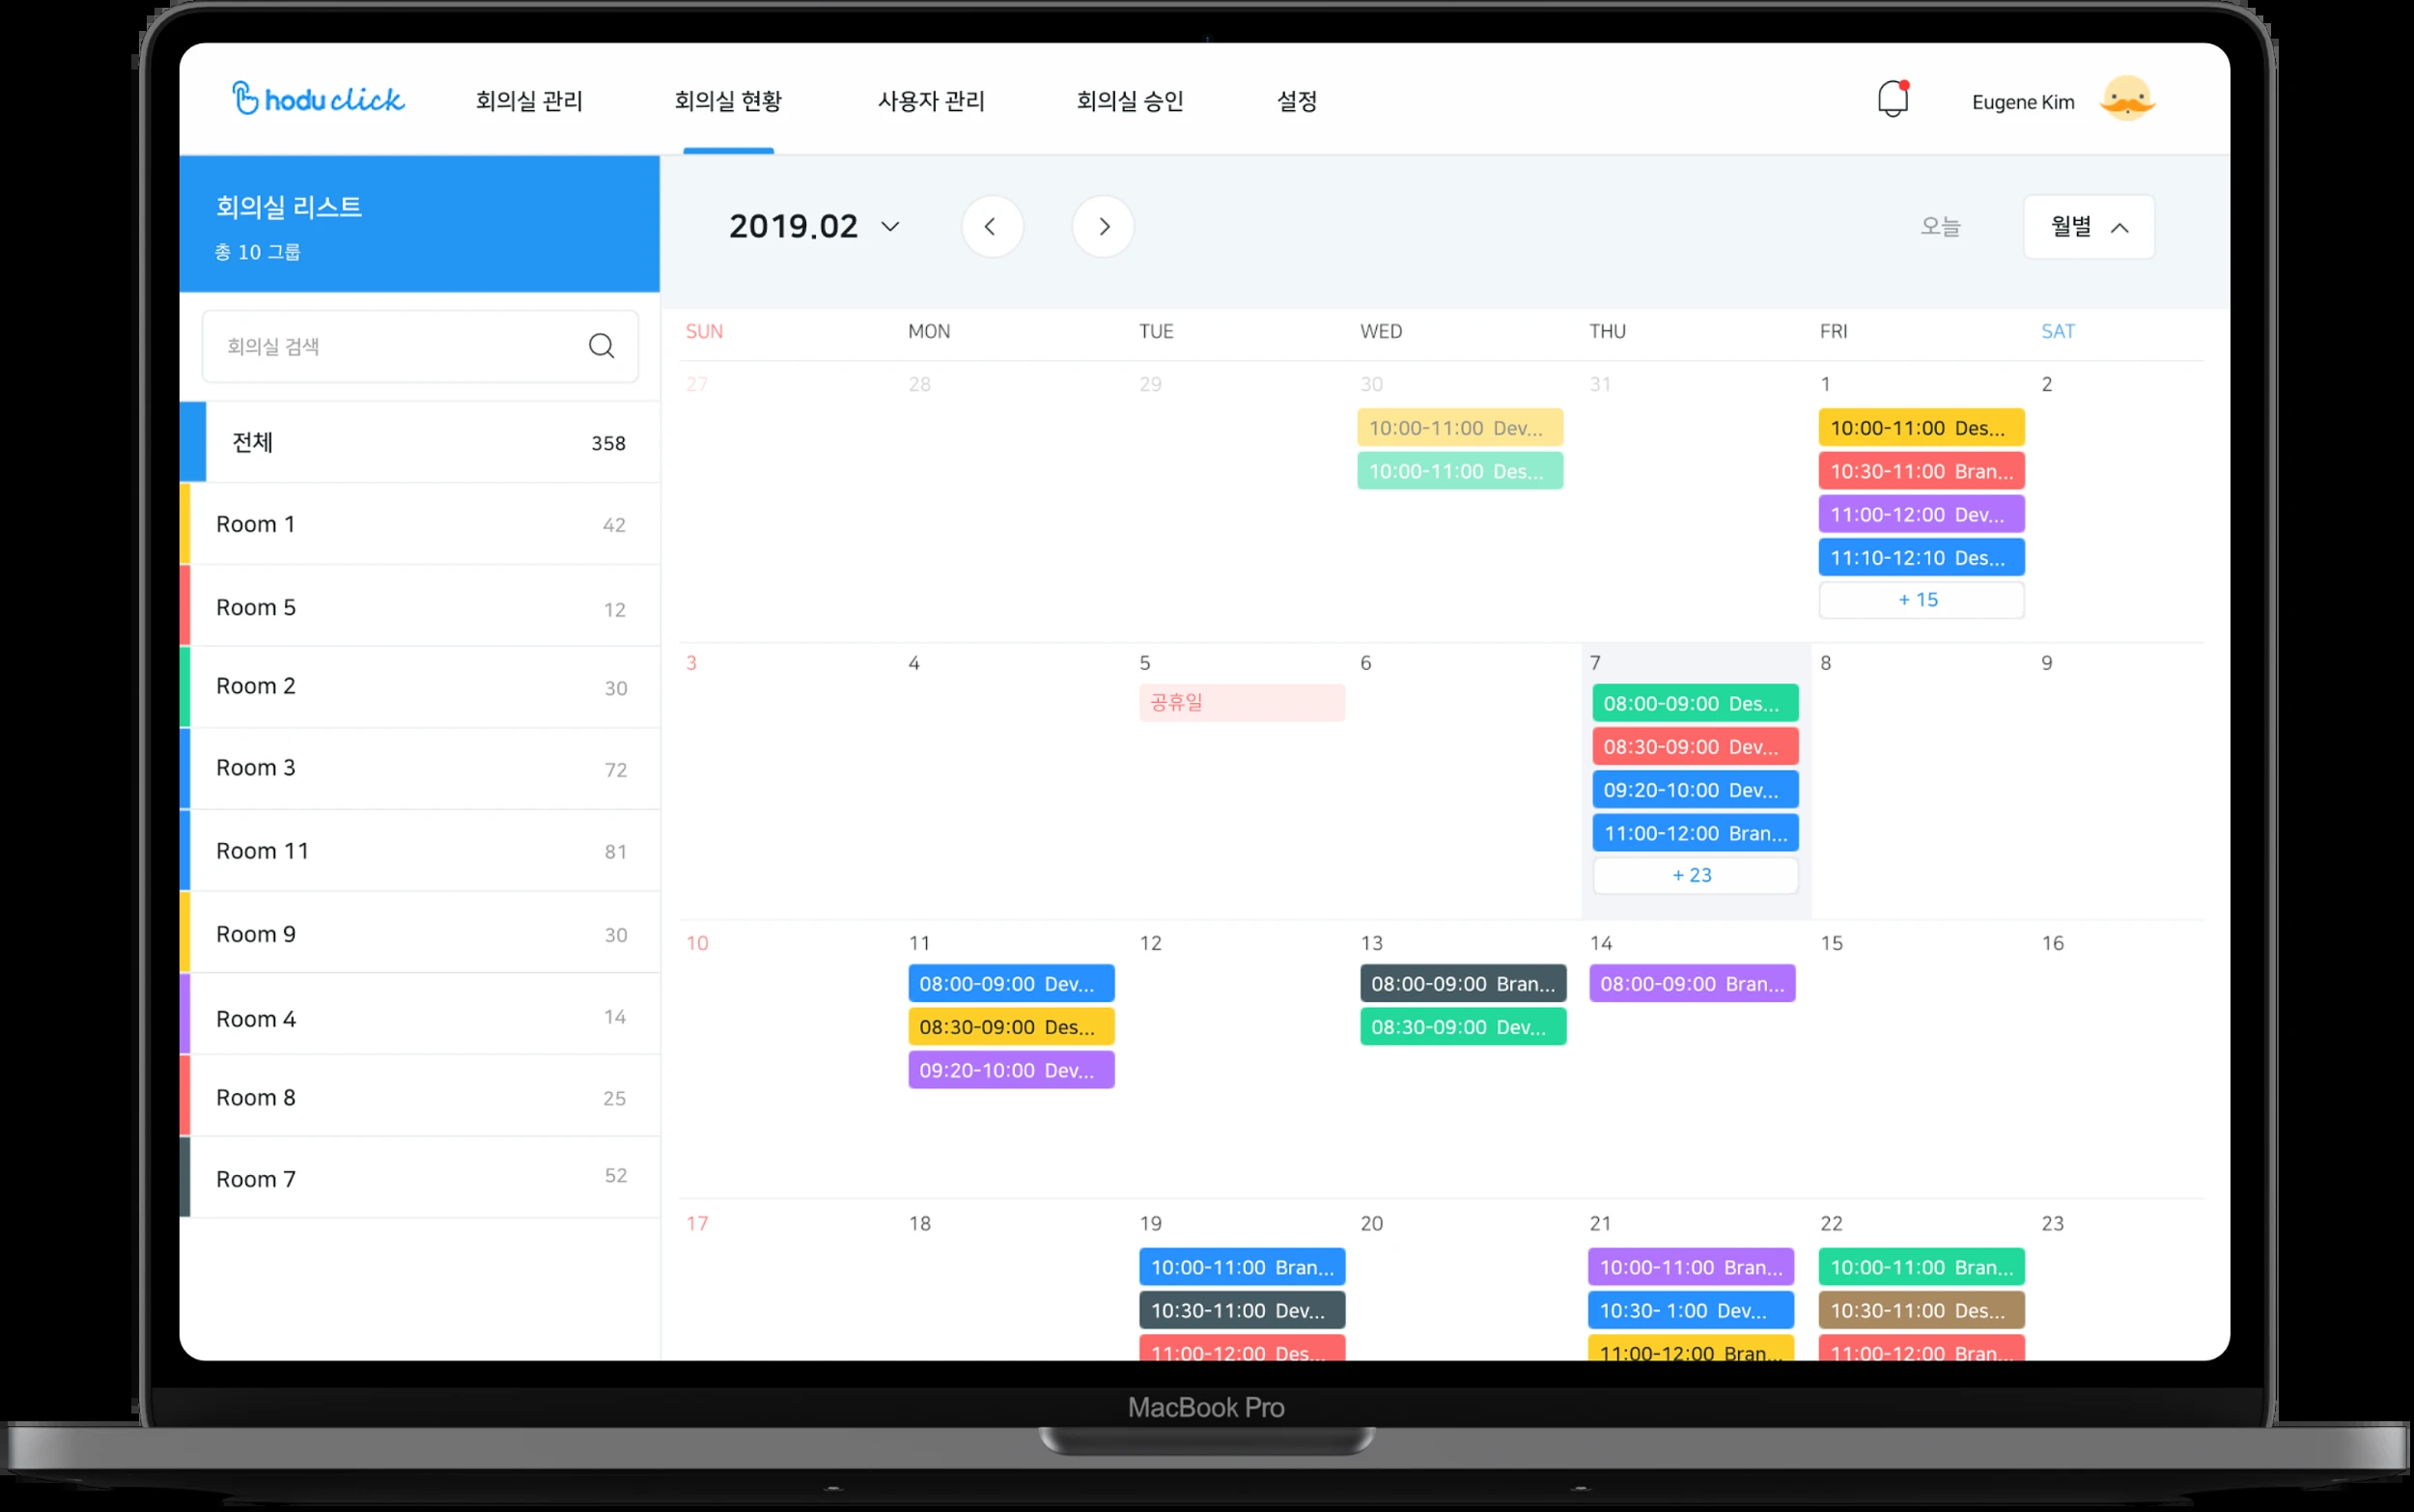 hodu click
회의실 관리
회의실 현황
사용자 관리
회의실 승인
설정
Eugene Kim
회의실 리스트
총 10 그룹
회의실 검색
전체 358
Room 1 42
Room 5 12
Room 2 30
Room 3 72
Room 11 81
Room 9 30
Room 4 14
Room 8 25
Room 7 52
2019.02
오늘
월별
SUN MON TUE WED THU FRI SAT
27 28 29 30 31 1 2
10:00-11:00 Dev...
10:00-11:00 Des...
10:00-11:00 Des...
10:30-11:00 Bran...
11:00-12:00 Dev...
11:10-12:10 Des...
+ 15
3 4 5 6 7 8 9
공휴일
08:00-09:00 Des...
08:30-09:00 Dev...
09:20-10:00 Dev...
11:00-12:00 Bran...
+ 23
10 11 12 13 14 15 16
08:00-09:00 Dev...
08:30-09:00 Des...
09:20-10:00 Dev...
08:00-09:00 Bran...
08:30-09:00 Dev...
08:00-09:00 Bran...
17 18 19 20 21 22 23
10:00-11:00 Bran...
10:30-11:00 Dev...
11:00-12:00 Des...
10:00-11:00 Bran...
10:30- 1:00 Dev...
11:00-12:00 Bran...
10:00-11:00 Bran...
10:30-11:00 Des...
11:00-12:00 Bran...
MacBook Pro